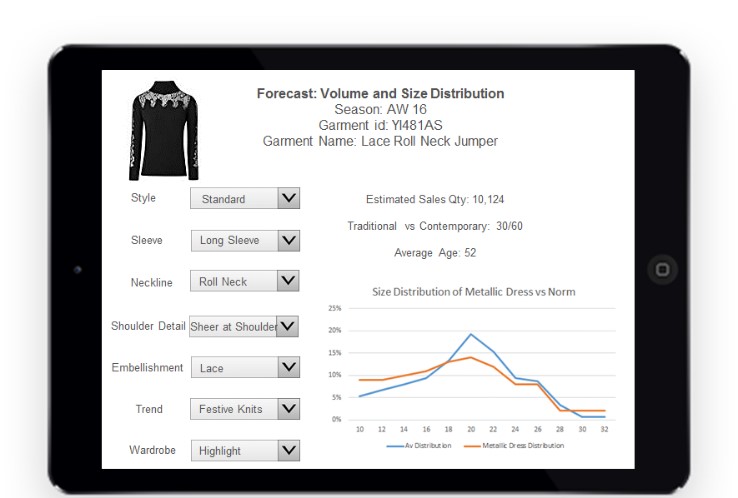 Forecast: Volume and Size Distribution
Season: AW 16
Garment id: YI481AS
Garment Name: Lace Roll Neck Jumper
Style Standard
Estimated Sales Qty: 10,124
Traditional vs Contemporary: 30/60
Sleeve Long Sleeve
Average Age: 52
Neckline Roll Neck
Size Distribution of Metallic Dress vs Norm
Shoulder Detail Sheer at Shoulder
Embellishment Lace
Trend Festive Knits
Wardrobe Highlight
25%
20%
15%
10%
5%
0%
10 12 14 16 18 20 22 24 26 28 30 32
Av Distribution Metallic Dress Distribution